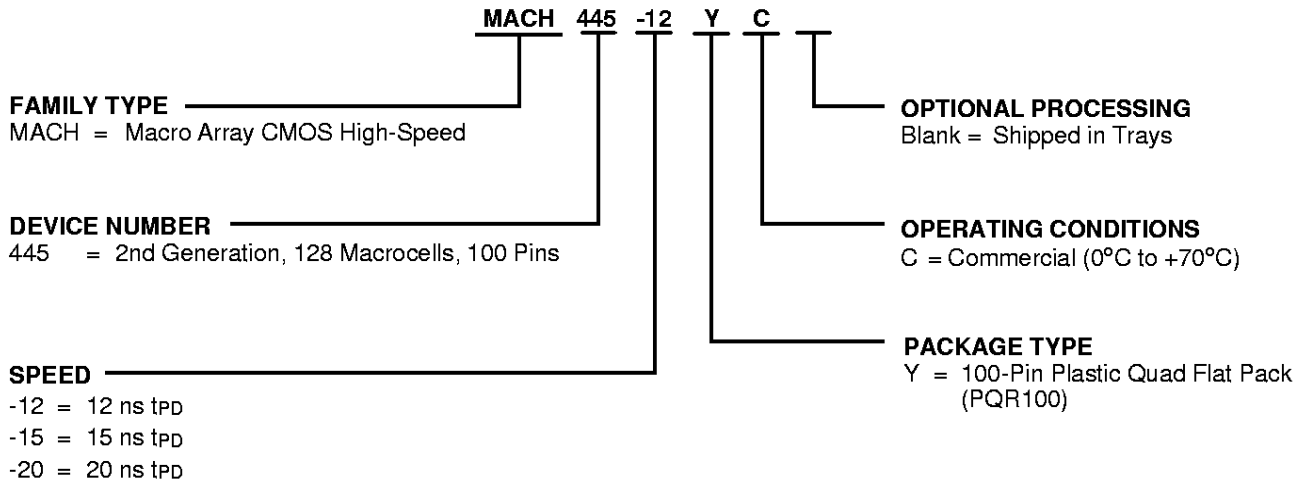 MACH 445 -12 Y C
FAMILY TYPE
MACH = Macro Array CMOS High-Speed
DEVICE NUMBER
445 = 2nd Generation, 128 Macrocells, 100 Pins
SPEED
-12 = 12 ns tPD
-15 = 15 ns tPD
-20 = 20 ns tPD
OPTIONAL PROCESSING
Blank = Shipped in Trays
OPERATING CONDITIONS
C = Commercial (0°C to +70°C)
PACKAGE TYPE
Y = 100-Pin Plastic Quad Flat Pack
(PQR100)